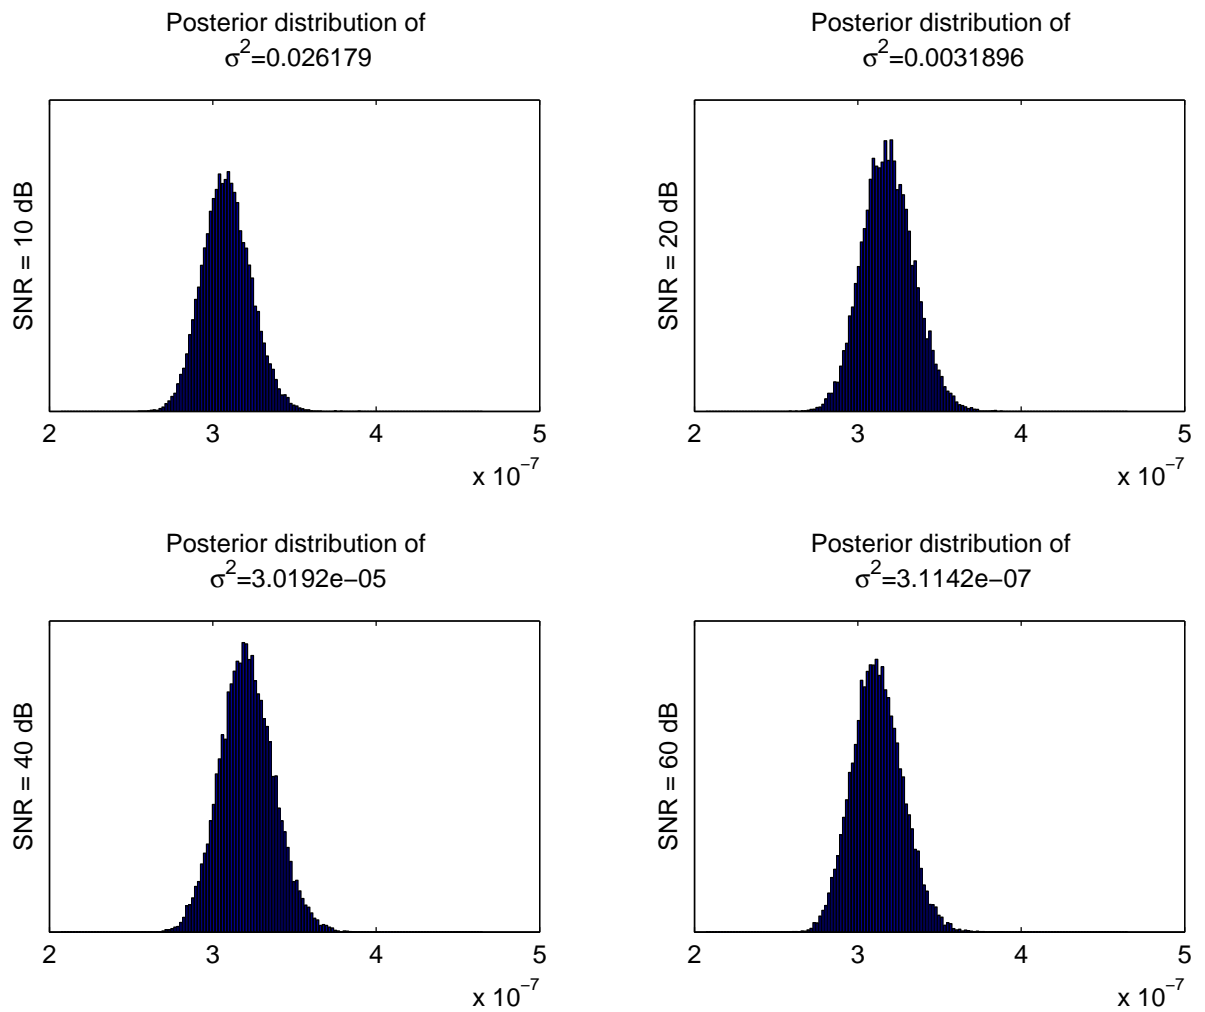 Posterior distribution of
σ²=0.026179
SNR = 10 dB
2 3 4 5
x 10⁻⁷
Posterior distribution of
σ²=0.0031896
SNR = 20 dB
2 3 4 5
x 10⁻⁷
Posterior distribution of
σ²=3.0192e−05
SNR = 40 dB
2 3 4 5
x 10⁻⁷
Posterior distribution of
σ²=3.1142e−07
SNR = 60 dB
2 3 4 5
x 10⁻⁷